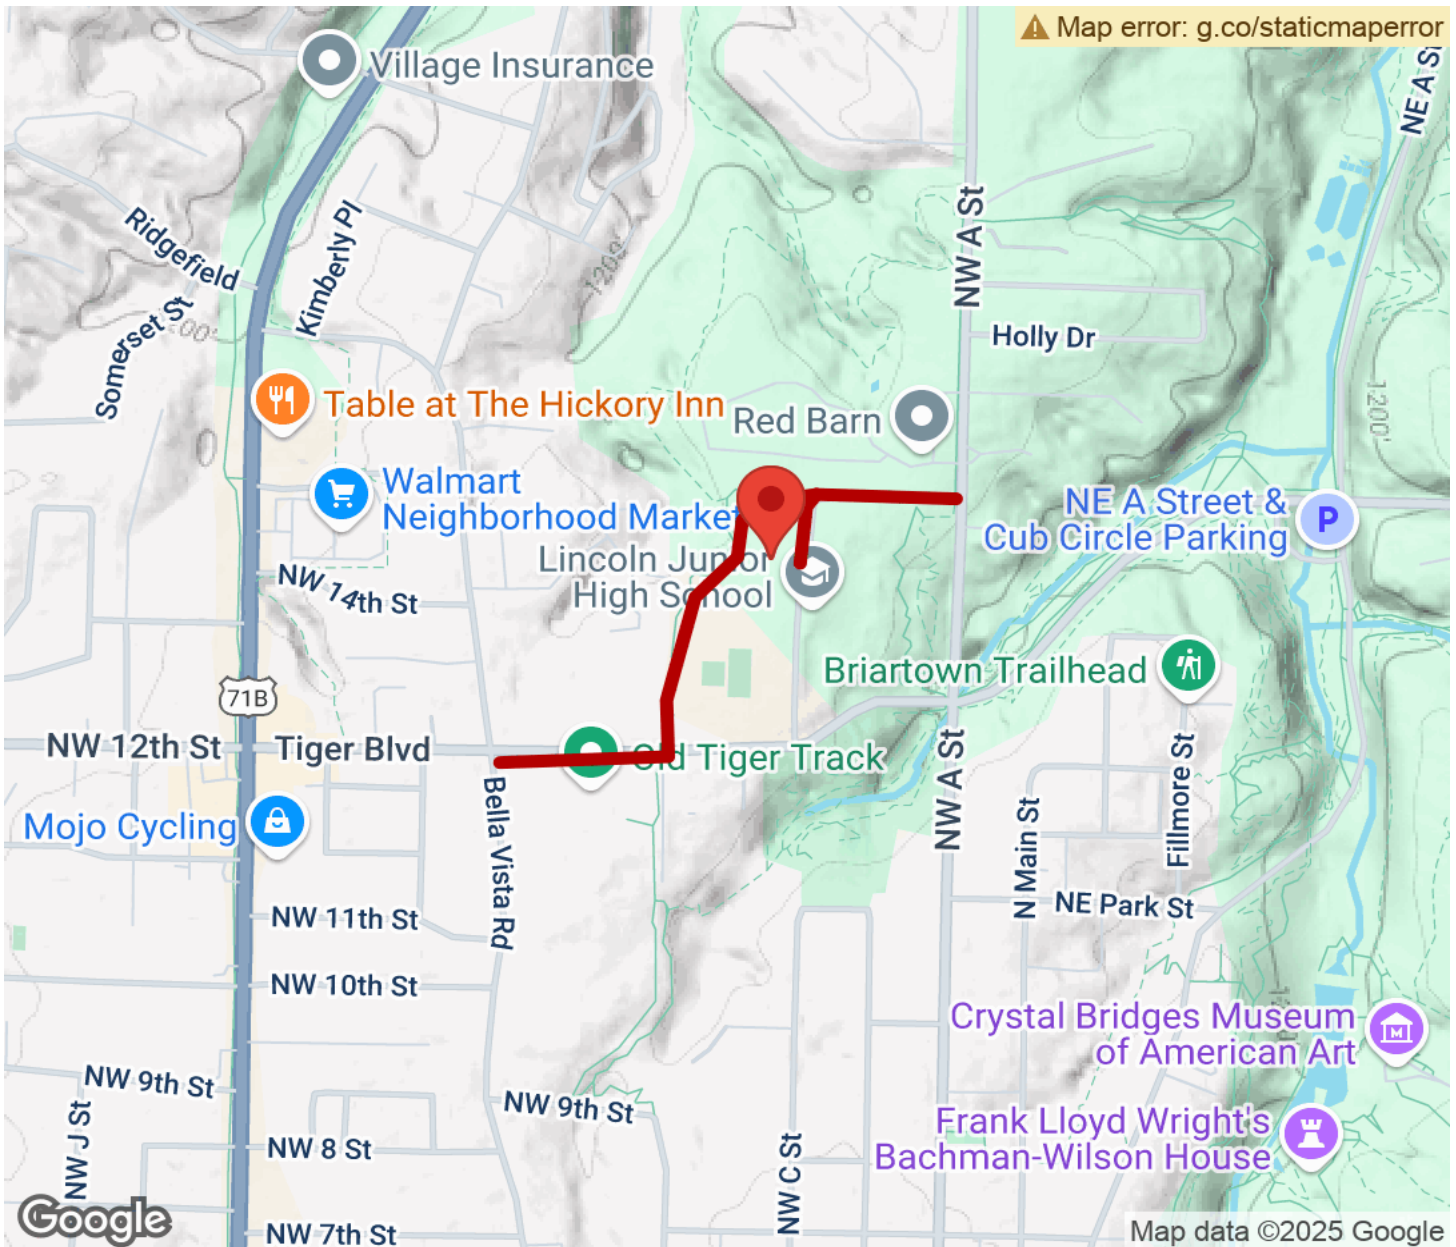 Map error: g.co/staticmaperror
Village Insurance
NE A St
Ridgefield
Kimberly Pl
NW A St
1200'
Somerset St
1200'
Holly Dr
Table at The Hickory Inn
Red Barn
1200'
Walmart
Neighborhood Market
NE A Street &
Cub Circle Parking
P
Lincoln Junior
High School
NW 14th St
Briartown Trailhead
71B
NW 12th St
Tiger Blvd
Old Tiger Track
Fillmore St
NW A St
Mojo Cycling
Bella Vista Rd
N Main St
NW 11th St
NE Park St
NW 10th St
Crystal Bridges Museum
of American Art
M
NW 9th St
NW 9th St
NW J St
Frank Lloyd Wright's
Bachman-Wilson House
NW 8 St
NW C St
Google
NW 7th St
Map data ©2025 Google